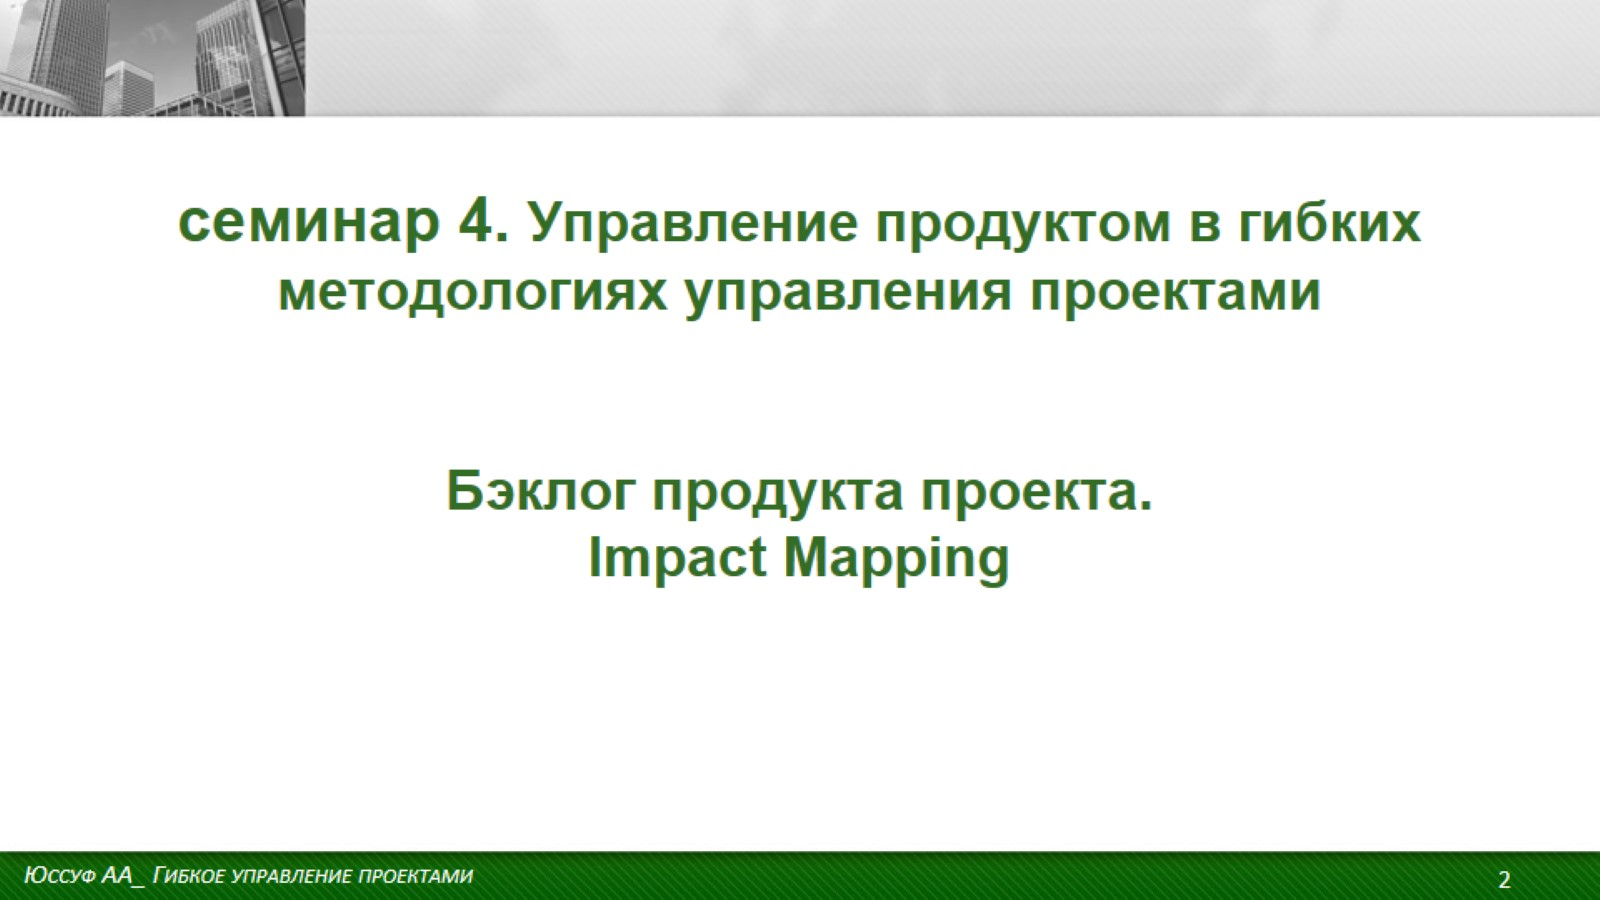 семинар 4. Управление продуктом в гибких
методологиях управления проектами
Бэклог продукта проекта.
Impact Mapping
Юссуф АА_ Гибкое управление проектами
2